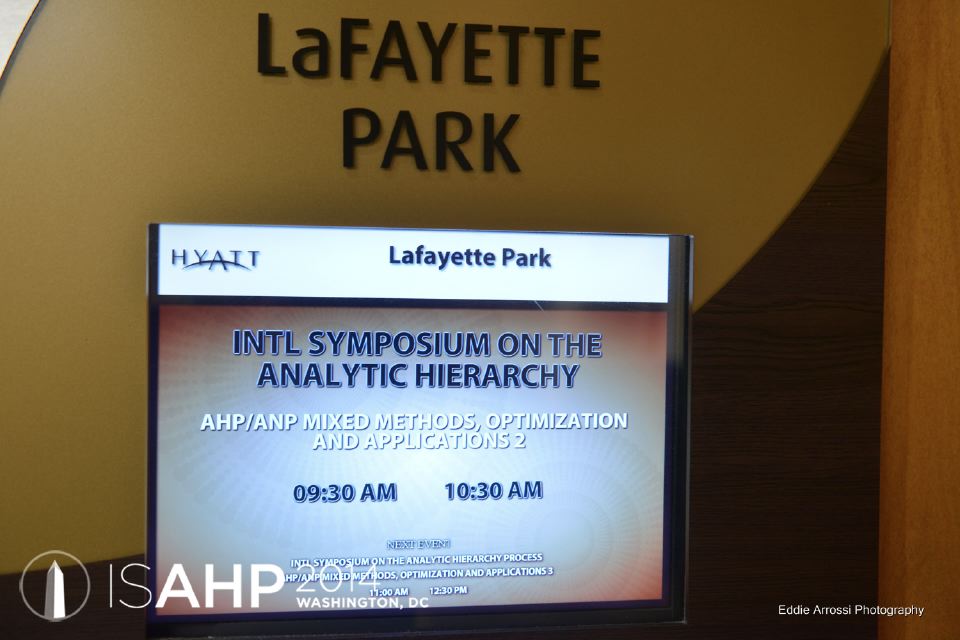 LaFAYETTE
PARK
HYATT
Lafayette Park
INTL SYMPOSIUM ON THE
ANALYTIC HIERARCHY
AHP/ANP MIXED METHODS, OPTIMIZATION
AND APPLICATIONS 2
09:30 AM 10:30 AM
NEXT EVENT
INTL SYMPOSIUM ON THE ANALYTIC HIERARCHY PROCESS
AHP/ANP MIXED METHODS, OPTIMIZATION AND APPLICATIONS 3
11:00 AM 12:30 PM
ISAHP 2014
WASHINGTON, DC
Eddie Arrossi Photography